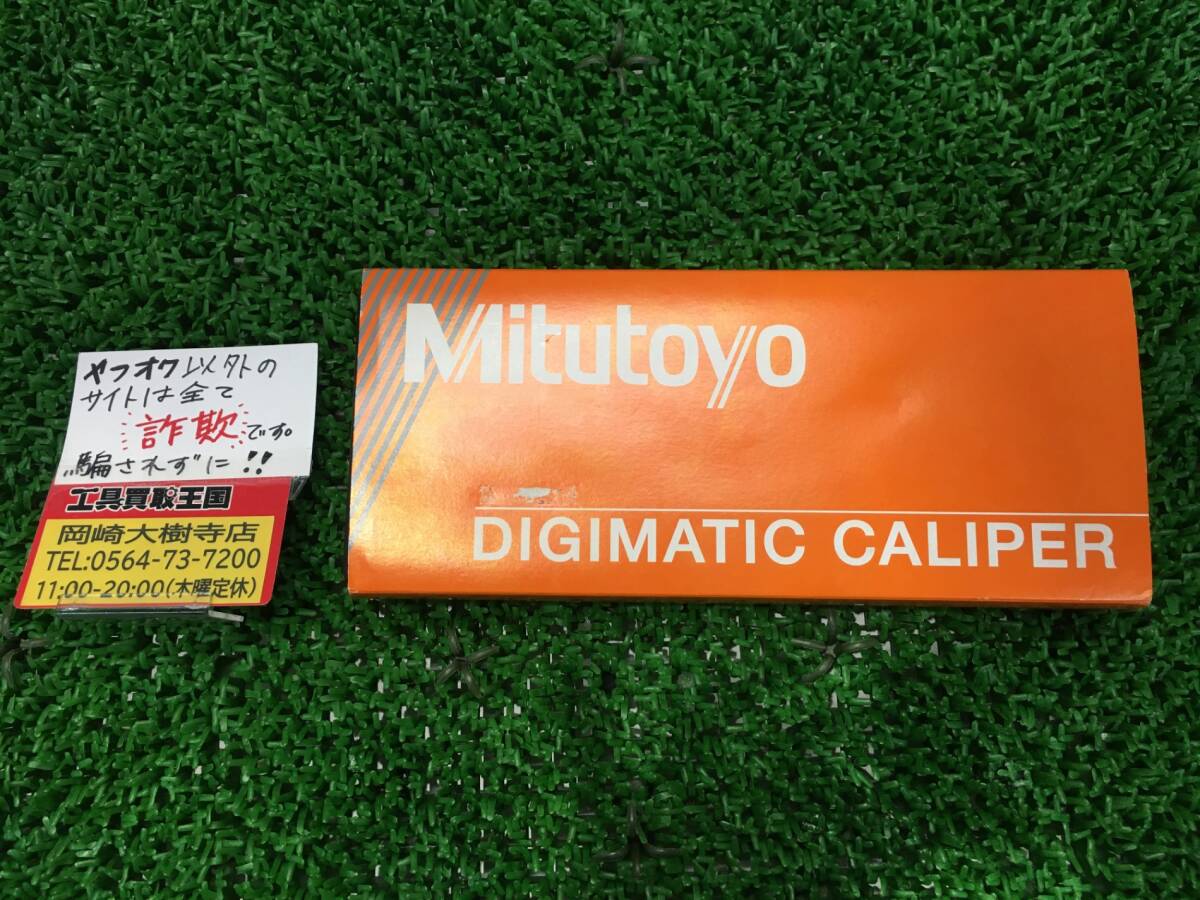 ヤフオク以外の
サイトは全て
詐欺です。
騙されずに!!
工具買取王国
岡崎大樹寺店
TEL:0564-73-7200
11:00-20:00(木曜定休)
Mitutoyo
DIGIMATIC CALIPER